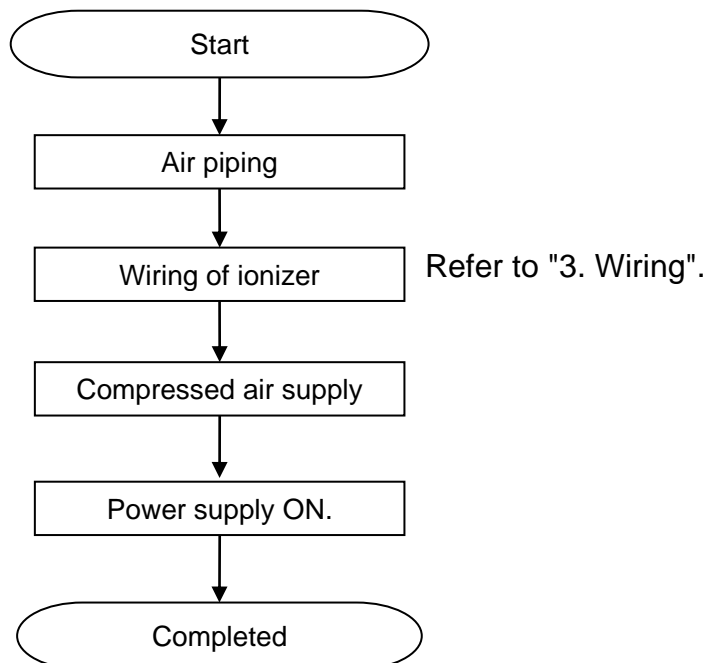 Start
Air piping
Wiring of ionizer
Refer to "3. Wiring".
Compressed air supply
Power supply ON.
Completed